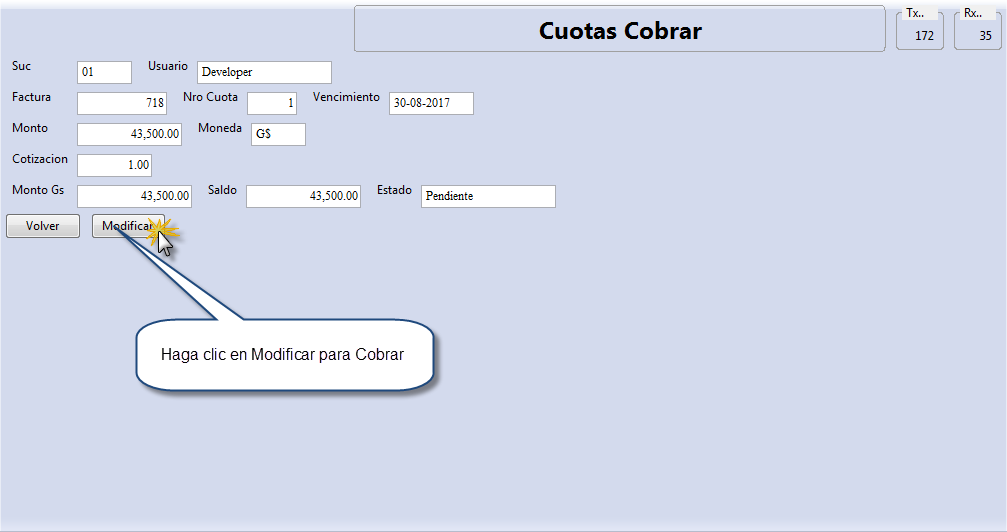 Cuotas Cobrar
Tx.. Rx..
172 35
Suc 01 Usuario Developer
Factura 718 Nro Cuota 1 Vencimiento 30-08-2017
Monto 43,500.00 Moneda G$
Cotizacion 1.00
Monto Gs 43,500.00 Saldo 43,500.00 Estado Pendiente
Volver Modificar
Haga clic en Modificar para Cobrar